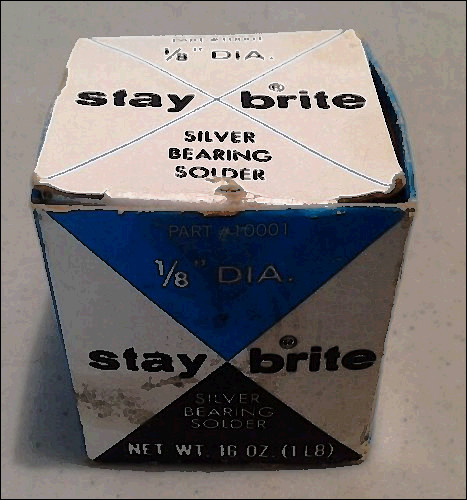 PART #10001
1/8" DIA.
stay brite®
SILVER
BEARING
SOLDER
PART #10001
1/8" DIA.
stay brite®
SILVER
BEARING
SOLDER
NET WT. 16 OZ. (1 LB)